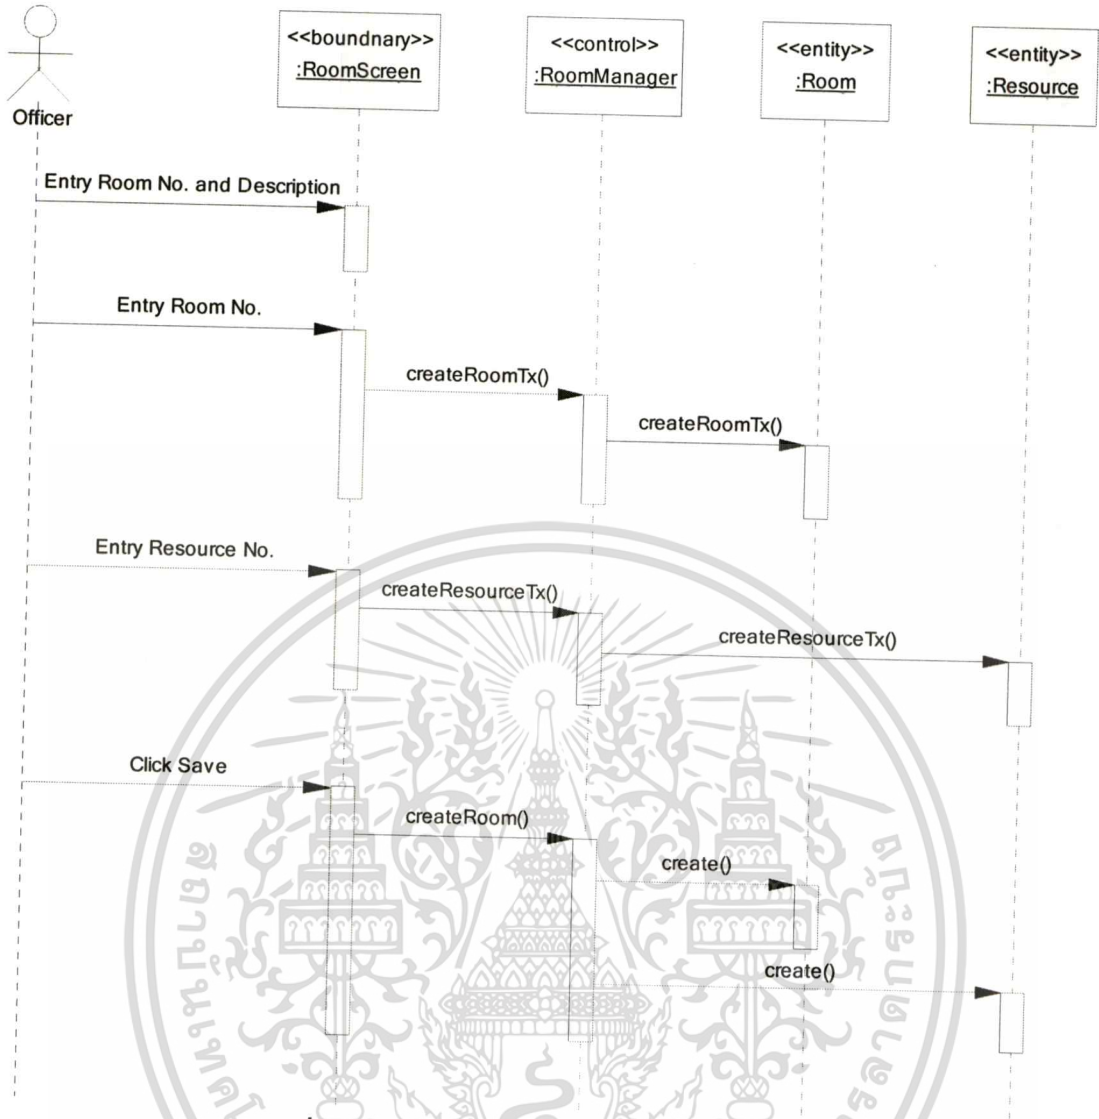 <<boundnary>>
:RoomScreen
<<control>>
:RoomManager
<<entity>>
:Room
<<entity>>
:Resource
Officer
Entry Room No. and Description
Entry Room No.
createRoomTx()
createRoomTx()
Entry Resource No.
createResourceTx()
createResourceTx()
Click Save
createRoom()
create()
create()